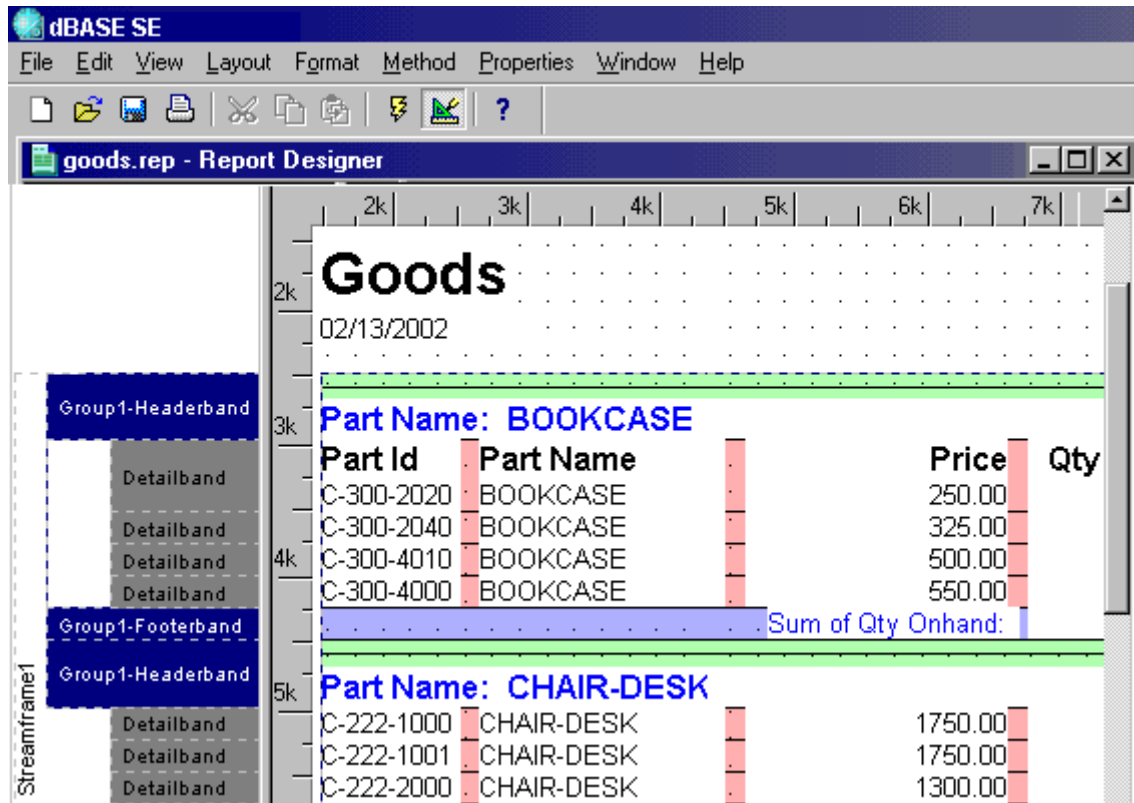 dBASE SE
File Edit View Layout Format Method Properties Window Help
?
goods.rep - Report Designer
2k 3k 4k 5k 6k 7k
Goods
2k
02/13/2002
Group1-Headerband
3k
Part Name: BOOKCASE
Part Id Part Name Price Qty
Detailband
C-300-2020 BOOKCASE 250.00
Detailband
C-300-2040 BOOKCASE 325.00
4k
Detailband
C-300-4010 BOOKCASE 500.00
Detailband
C-300-4000 BOOKCASE 550.00
Group1-Footerband
Sum of Qty Onhand:
Group1-Headerband
5k
Part Name: CHAIR-DESK
Streamframe1
Detailband
C-222-1000 CHAIR-DESK 1750.00
Detailband
C-222-1001 CHAIR-DESK 1750.00
Detailband
C-222-2000 CHAIR-DESK 1300.00